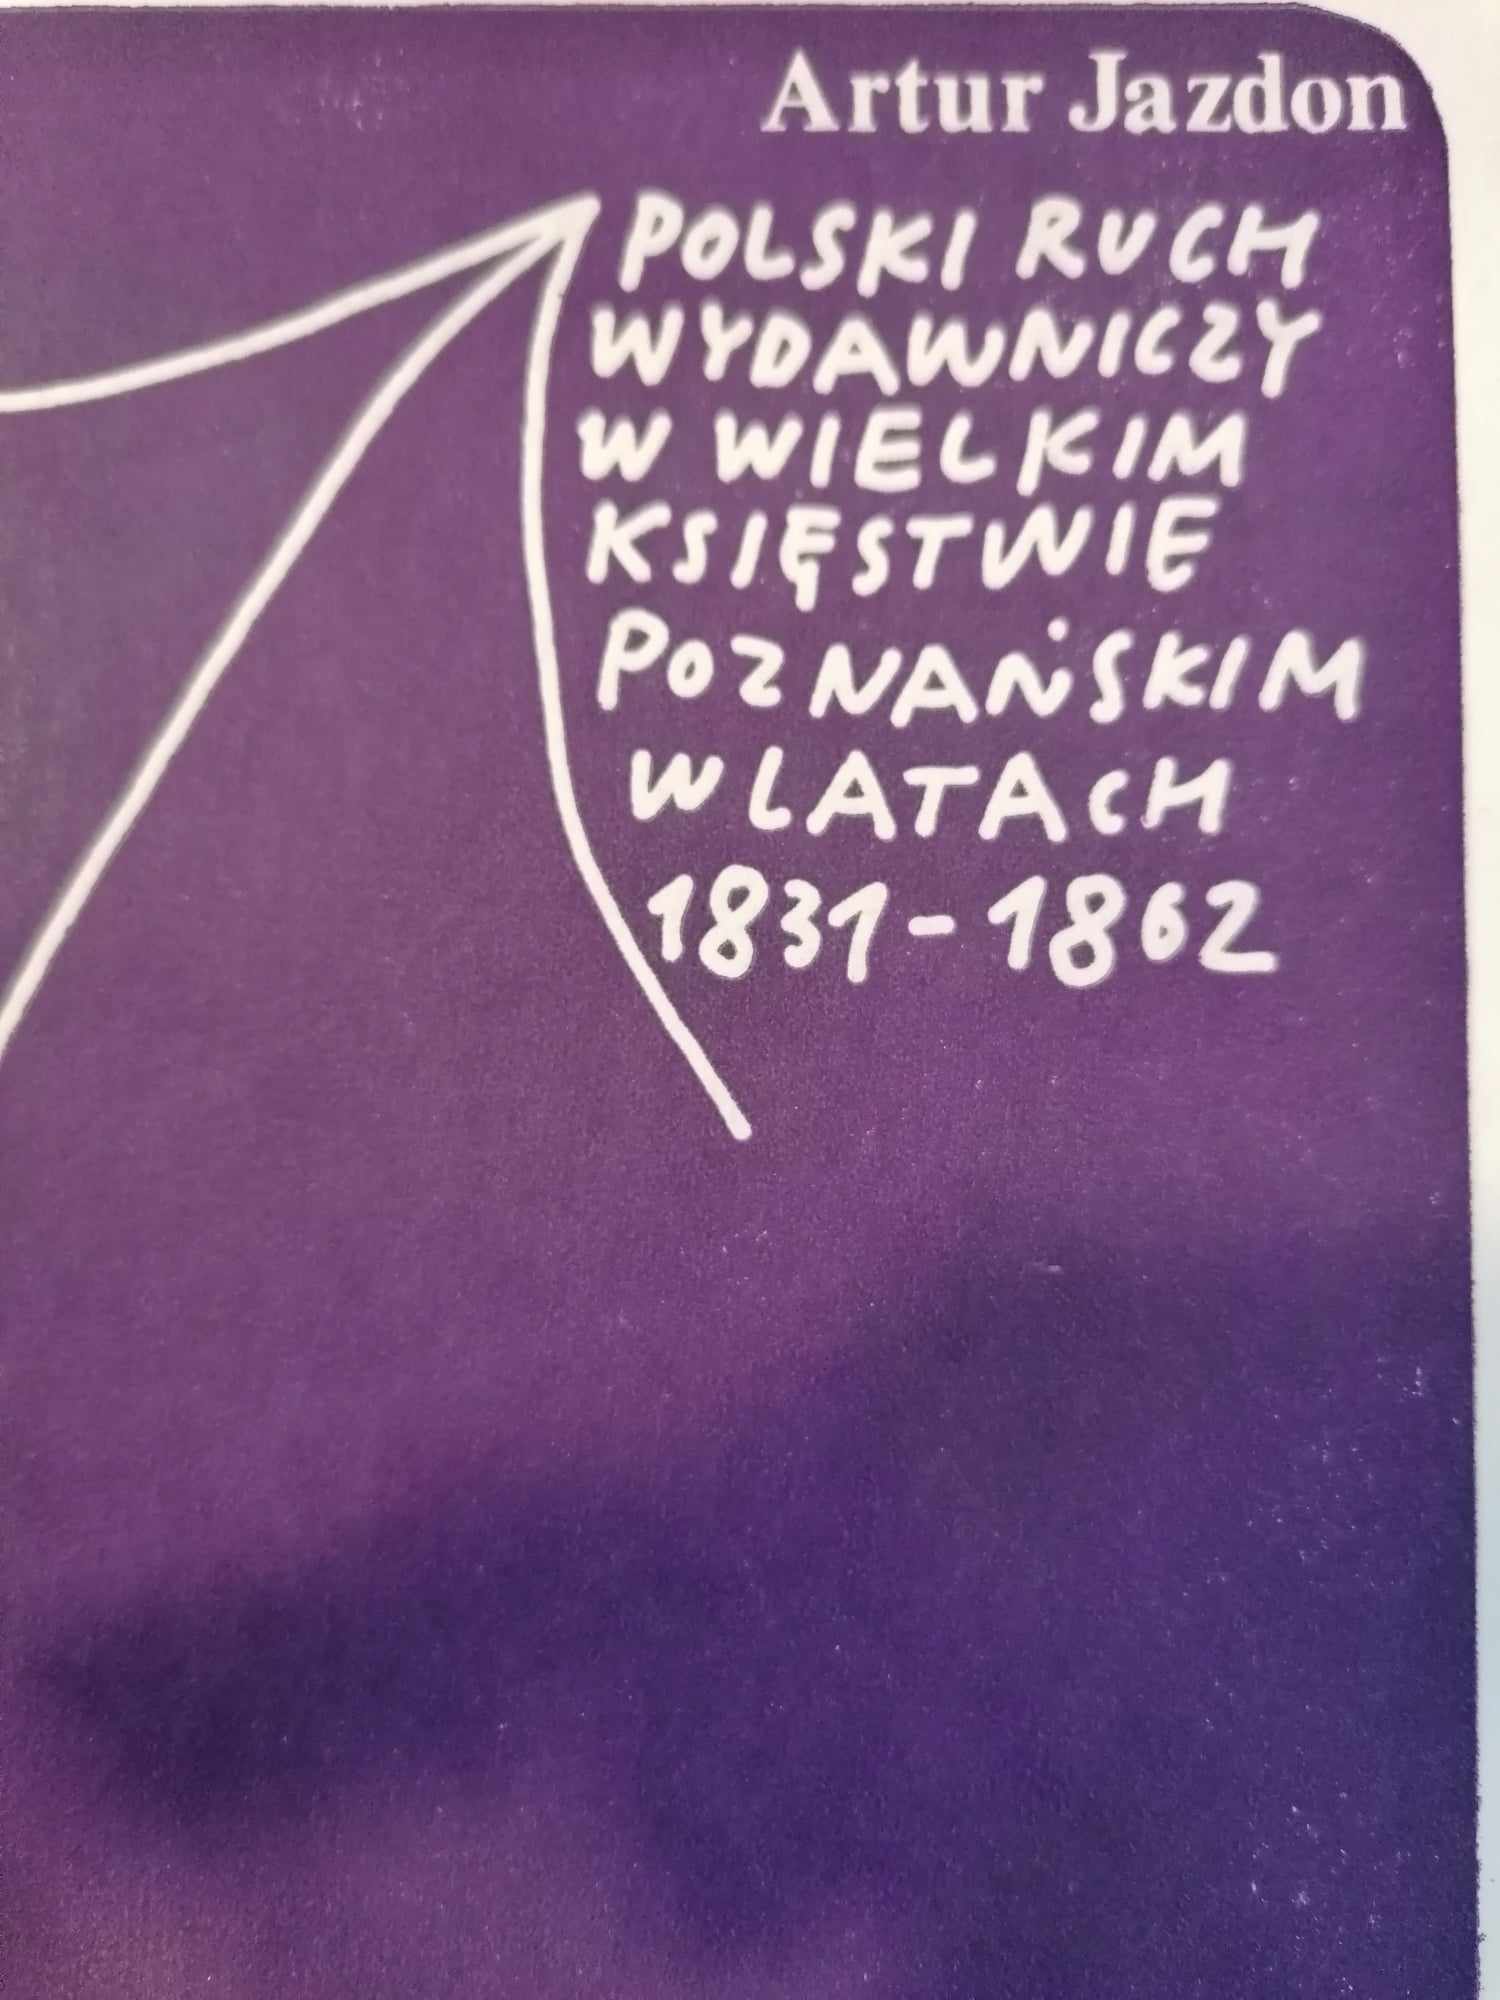 Artur Jazdon
POLSKI RUCH
WYDAWNICZY
W WIELKIM
KSIĘSTWIE
POZNAŃSKIM
W LATACH
1831-1862